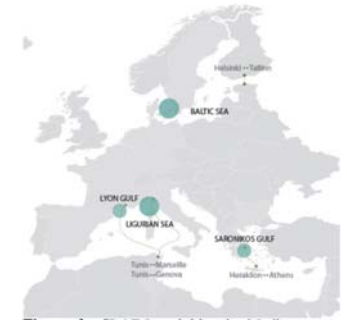 Helsinki↔Tallinn
BALTIC SEA
LYON GULF
LIGURIAN SEA
SARONIKOS GULF
Tunis↔Marseille
Tunis↔Genova
Heraklion↔Athens